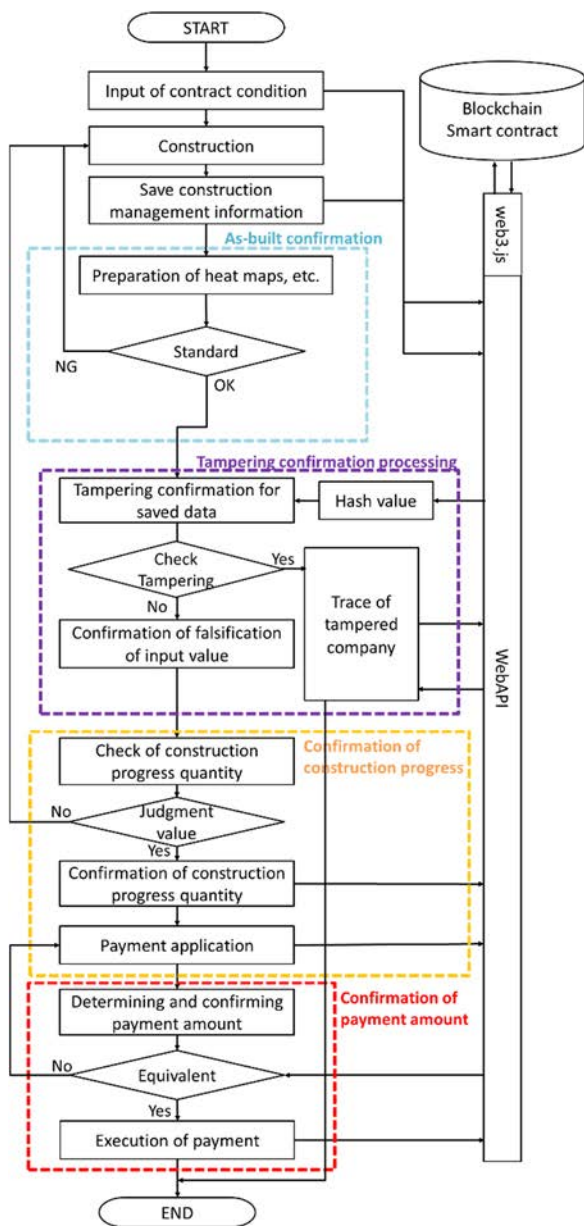 START
Input of contract condition
Blockchain
Smart contract
Construction
Save construction
management information
web3.js
As-built confirmation
Preparation of heat maps, etc.
Standard
NG
OK
Tampering confirmation processing
Tampering confirmation for
saved data
Hash value
Check
Tampering
Yes
No
Trace of
tampered
company
Confirmation of falsification
of input value
WebAPI
Check of construction
progress quantity
Confirmation of
construction progress
No
Judgment
value
Yes
Confirmation of construction
progress quantity
Payment application
Determining and confirming
payment amount
Confirmation of
payment amount
No
Equivalent
Yes
Execution of payment
END